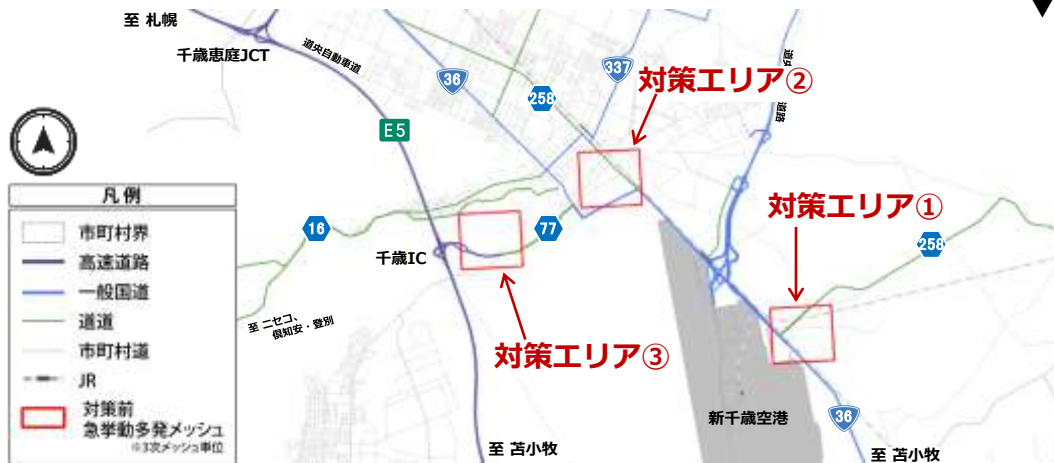 至 札幌
千歳恵庭JCT
道央自動車道
36
337
258
対策エリア②
E5
凡例
市町村界
高速道路
一般国道
道道
市町村道
JR
対策前
急挙動多発メッシュ
※3次メッシュ単位
16
77
千歳IC
対策エリア①
258
至 ニセコ、
倶知安・登別
対策エリア③
新千歳空港
36
至 苫小牧
至 苫小牧